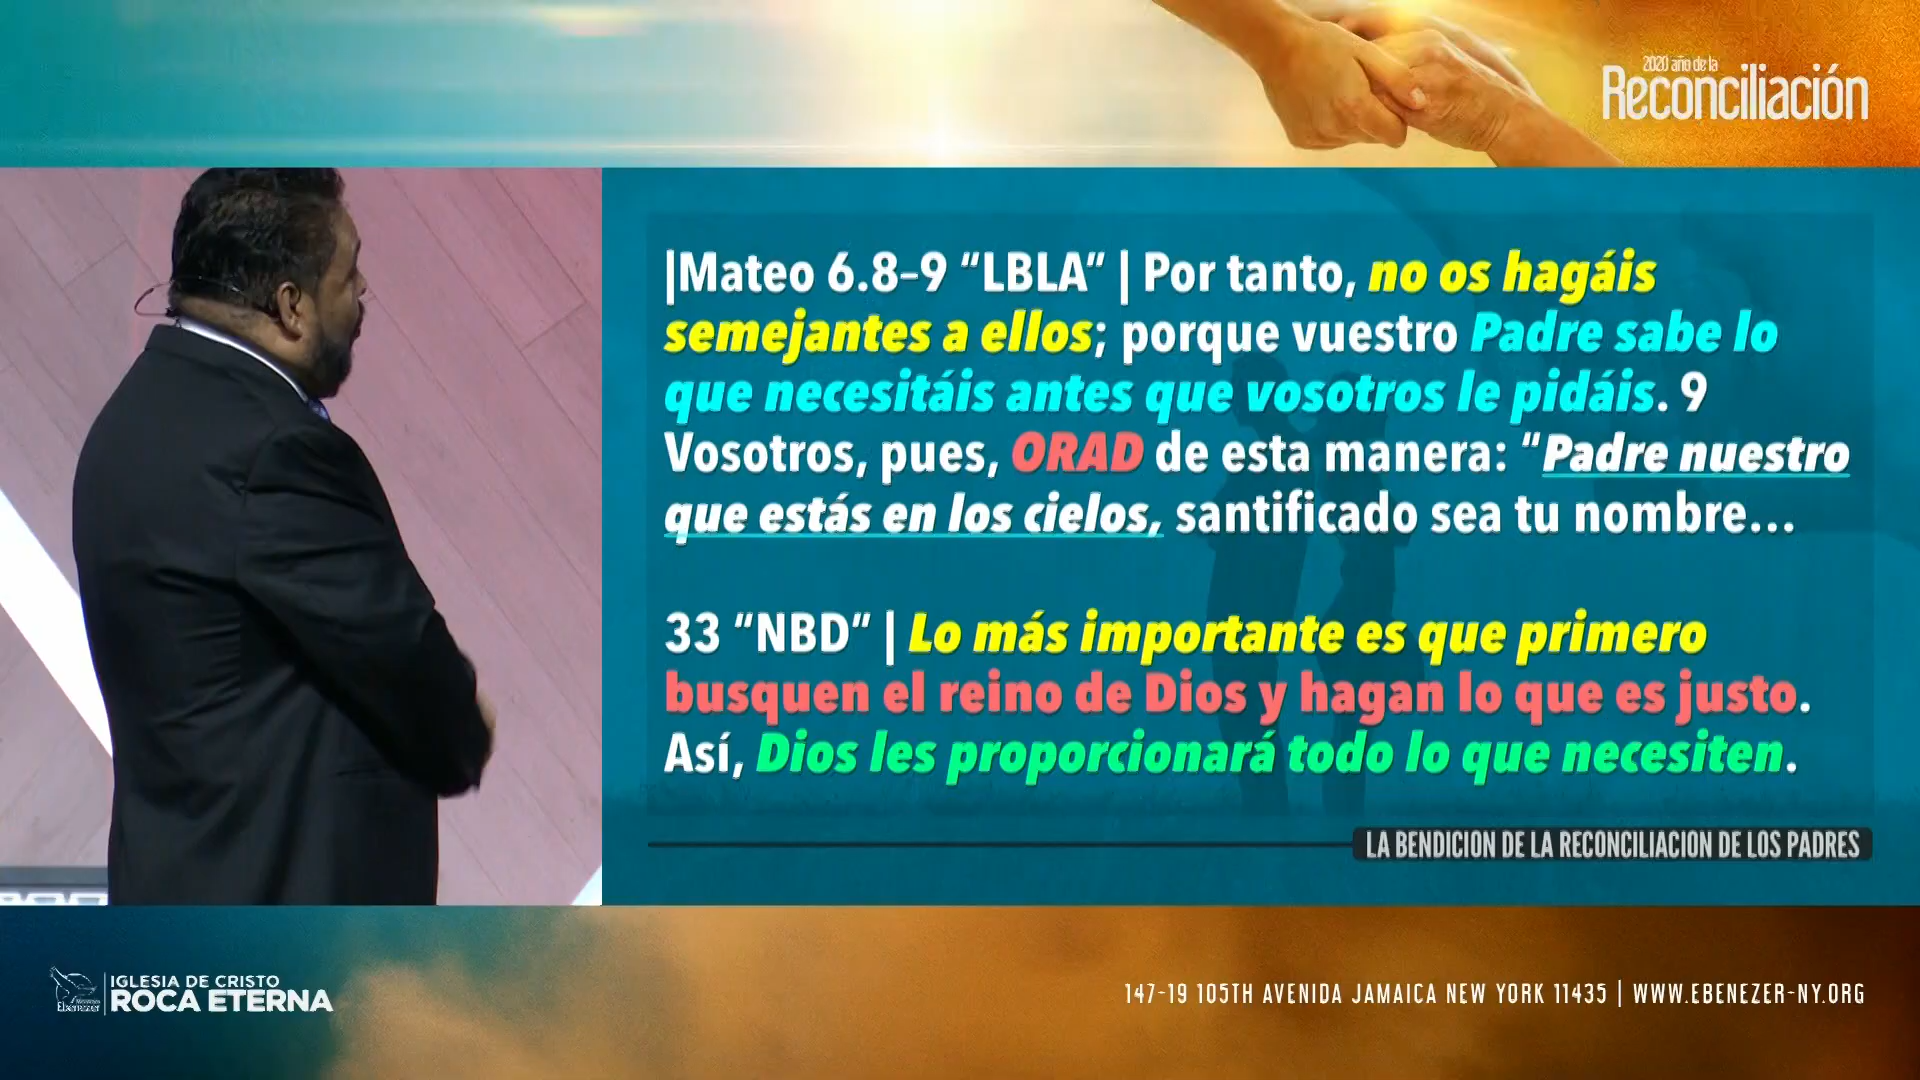 2020 año de la
Reconciliación
|Mateo 6.8–9 “LBLA” | Por tanto, no os hagáis
semejantes a ellos; porque vuestro Padre sabe lo
que necesitáis antes que vosotros le pidáis. 9
Vosotros, pues, ORAD de esta manera: “Padre nuestro
que estás en los cielos, santificado sea tu nombre…
33 “NBD” | Lo más importante es que primero
busquen el reino de Dios y hagan lo que es justo.
Así, Dios les proporcionará todo lo que necesiten.
LA BENDICION DE LA RECONCILIACION DE LOS PADRES
Ebenezer
IGLESIA DE CRISTO
ROCA ETERNA
147-19 105TH AVENIDA JAMAICA NEW YORK 11435 | WWW.EBENEZER-NY.ORG